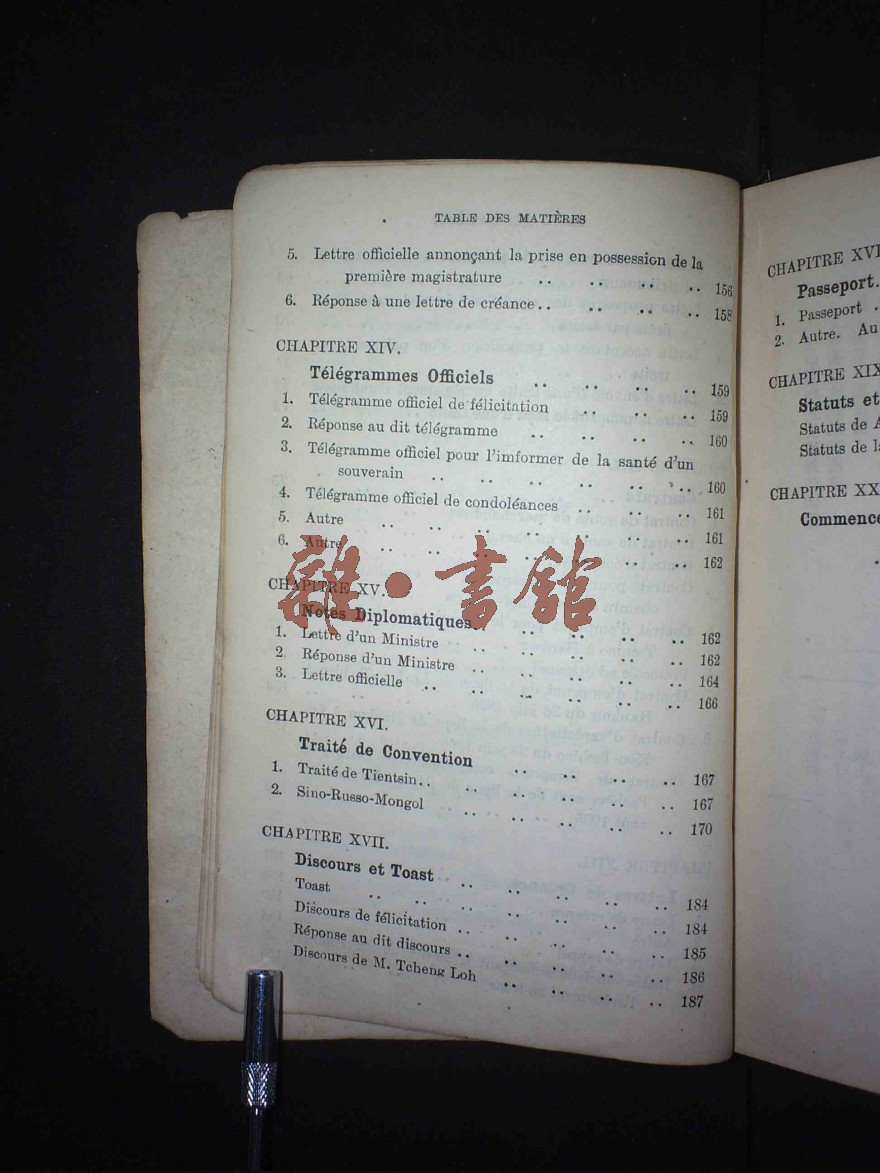 TABLE DES MATIÈRES
5. Lettre officielle annonçant la prise en possession de la
première magistrature .. .. .. .. 156
6. Réponse à une lettre de créance .. .. .. .. 158
CHAPITRE XIV.
Télégrammes Officiels .. .. .. .. 159
1. Télégramme officiel de félicitation .. .. .. 159
2. Réponse au dit télégramme .. .. .. .. 160
3. Télégramme officiel pour l'imformer de la santé d'un
souverain .. .. .. .. .. .. 160
4. Télégramme officiel de condoléances .. .. .. 161
5. Autre .. .. .. .. .. .. 161
6. Autre .. .. .. .. .. .. 162
CHAPITRE XV.
Notes Diplomatiques .. .. .. .. 162
1. Lettre d'un Ministre .. .. .. .. .. 162
2. Réponse d'un Ministre .. .. .. .. .. 164
3. Lettre officielle .. .. .. .. .. .. 166
CHAPITRE XVI.
Traité de Convention .. .. .. .. 167
1. Traité de Tientsin .. .. .. .. .. .. 167
2. Sino-Russo-Mongol .. .. .. .. .. 170
CHAPITRE XVII.
Discours et Toast .. .. .. .. .. 184
Toast .. .. .. .. .. .. .. 184
Discours de félicitation .. .. .. .. .. 185
Réponse au dit discours .. .. .. .. .. 186
Discours de M. Tcheng Loh .. .. .. .. 187
雜•書館
CHAPITRE XVI
Passeport.
1. Passeport .
2. Autre. Au
CHAPITRE XIX
Statuts et
Statuts de A
Statuts de l
CHAPITRE XX
Commence